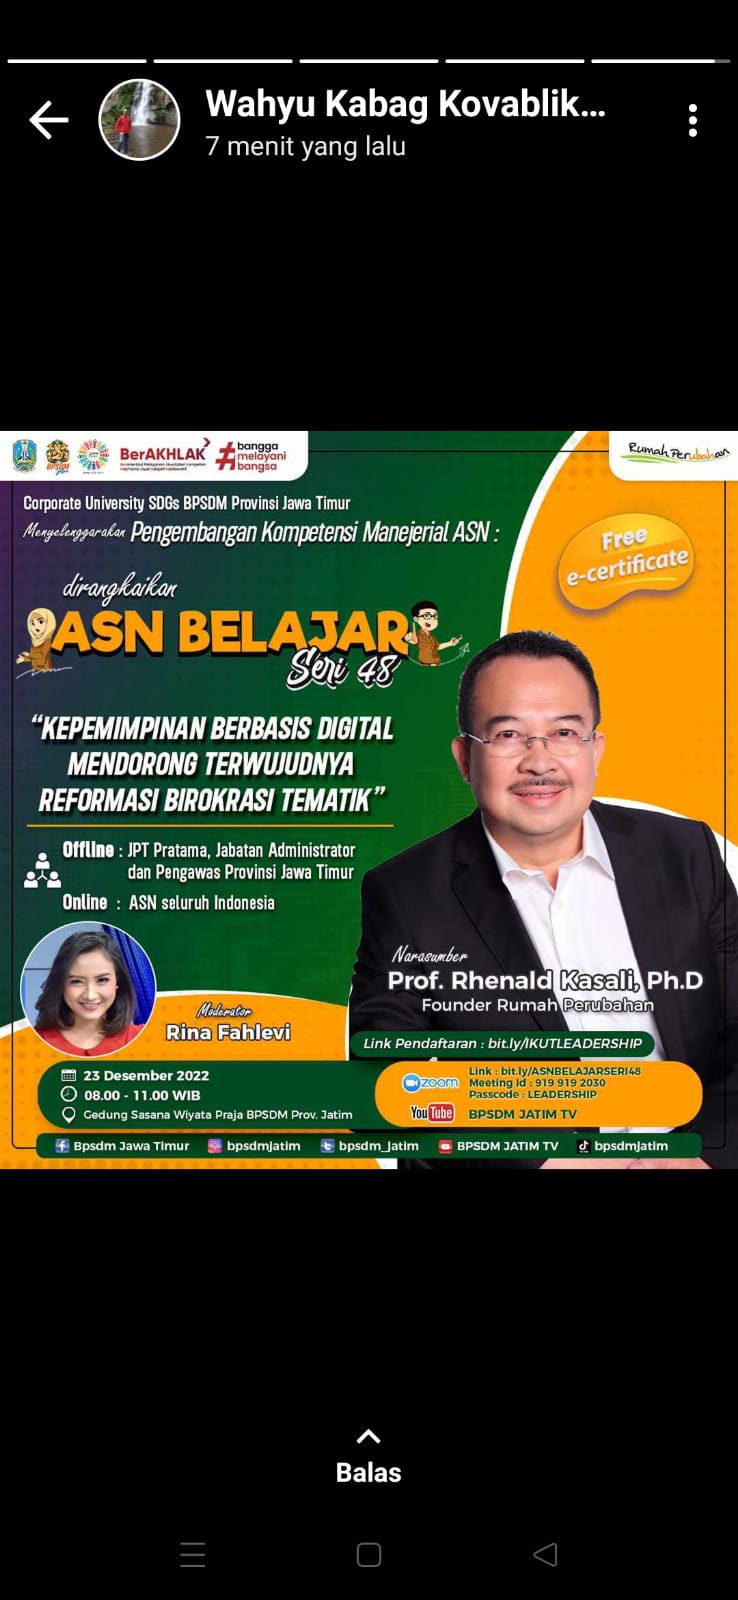 Wahyu Kabag Kovablik...
7 menit yang lalu
BPSDM
BerAKHLAK
#bangga
melayani
bangsa
Rumah Perubahan
Corporate University SDGs BPSDM Provinsi Jawa Timur
Menyelenggarakan Pengembangan Kompetensi Manejerial ASN :
Free
e-certificate
dirangkaikan
ASN BELAJAR
Seri 48
"KEPEMIMPINAN BERBASIS DIGITAL
MENDORONG TERWUJUDNYA
REFORMASI BIROKRASI TEMATIK"
Offline : JPT Pratama, Jabatan Administrator
dan Pengawas Provinsi Jawa Timur
Online : ASN seluruh Indonesia
Narasumber
Prof. Rhenald Kasali, Ph.D
Founder Rumah Perubahan
Moderator
Rina Fahlevi
Link Pendaftaran : bit.ly/IKUTLEADERSHIP
23 Desember 2022
08.00 - 11.00 WIB
Gedung Sasana Wiyata Praja BPSDM Prov. Jatim
zoom
Link : bit.ly/ASNBELAJARSERI48
Meeting Id : 919 919 2030
Passcode : LEADERSHIP
YouTube BPSDM JATIM TV
Bpsdm Jawa Timur bpsdmjatim bpsdm_jatim BPSDM JATIM TV bpsdmjatim
Balas